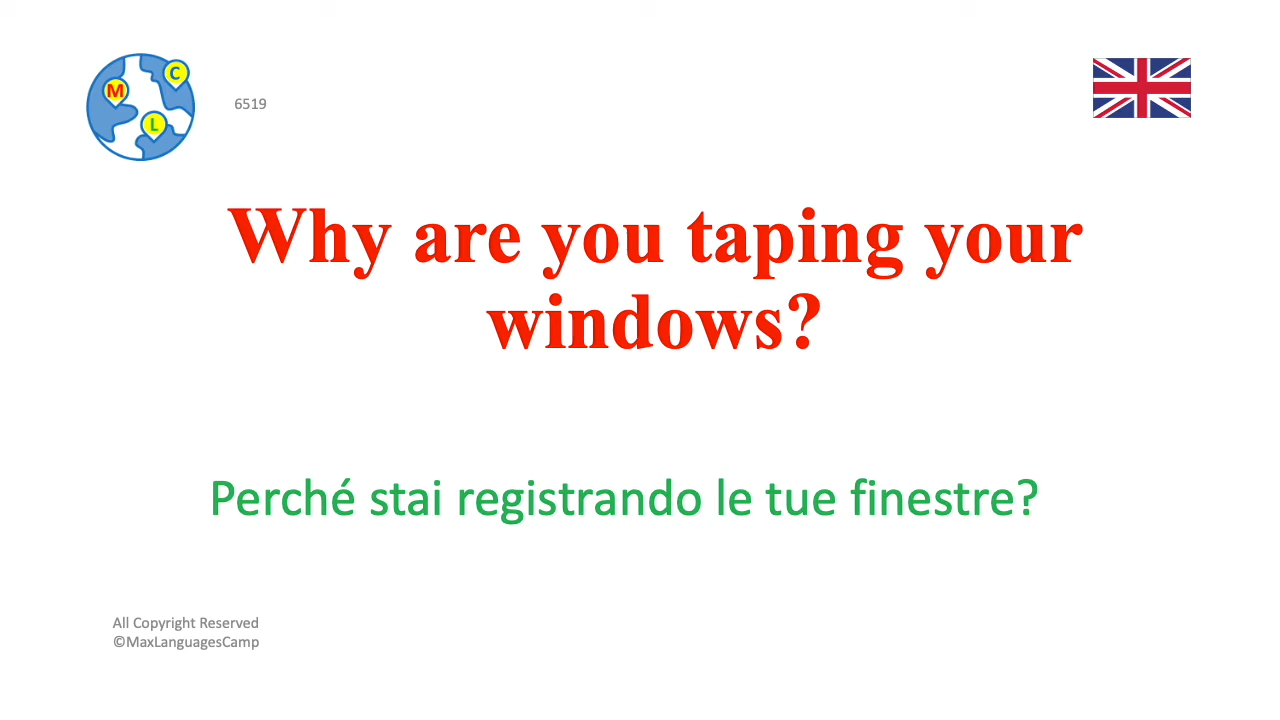 M
C
L
6519
Why are you taping your
windows?
Perché stai registrando le tue finestre?
All Copyright Reserved
©MaxLanguagesCamp